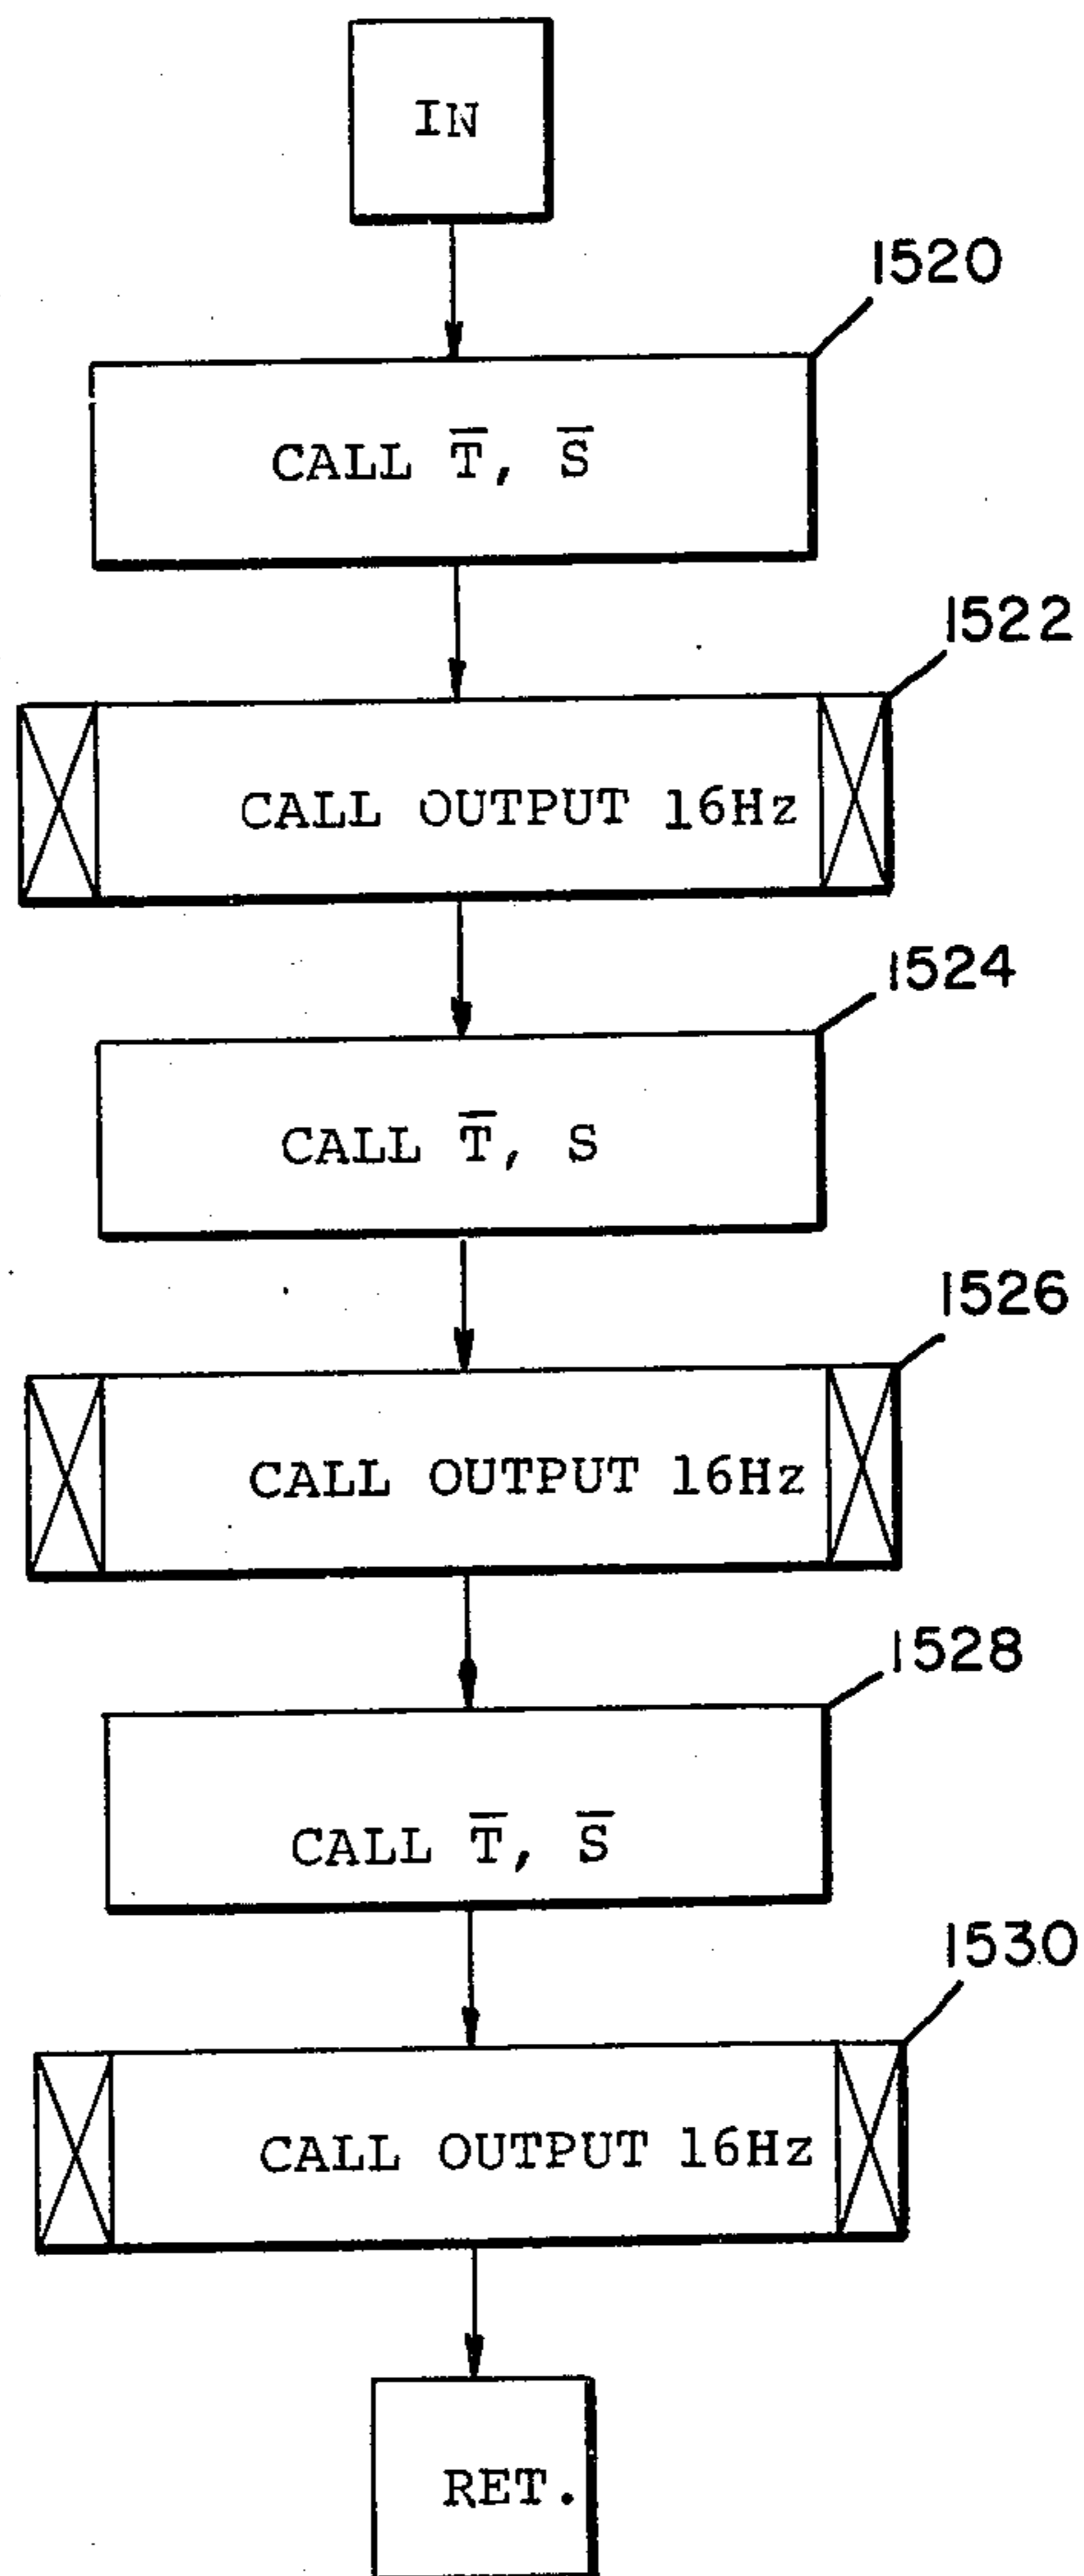 IN
1520
CALL T̅, S̅
1522
CALL OUTPUT 16Hz
1524
CALL T̅, S
1526
CALL OUTPUT 16Hz
1528
CALL T̅, S̅
1530
CALL OUTPUT 16Hz
RET.